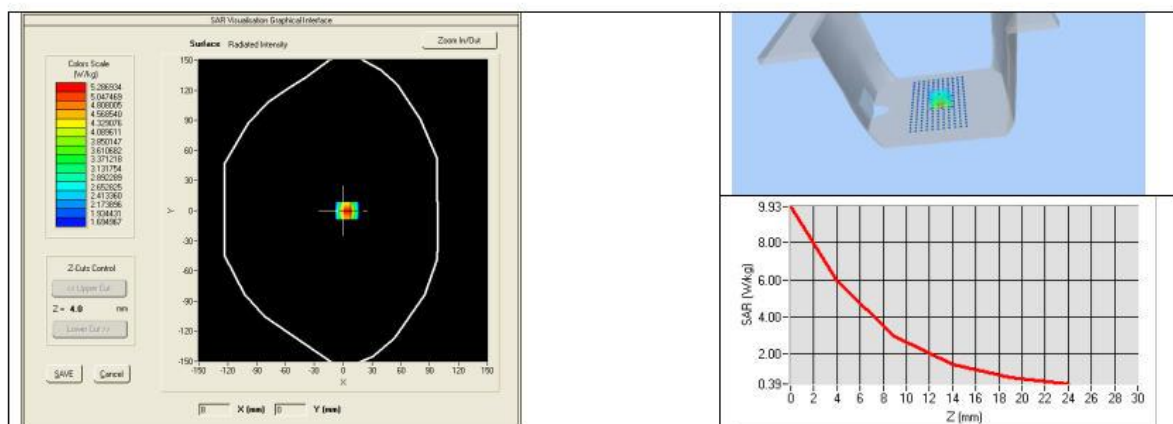 SAR Visualisation Graphical Interface
Surface Radiated Intensity
Zoom In/Out
Colors Scale
(W/kg)
5.286934
5.047469
4.808005
4.568540
4.329076
4.089611
3.850147
3.610682
3.371218
3.131754
2.892289
2.652825
2.413360
2.173896
1.934431
1.694967
Z-Cuts Control
<< Upper Cut
Z = 4.0 mm
Lower Cut >>
SAVE Cancel
150
120
90
60
30
0
-30
-60
-90
-120
-150
Y
-150 -120 -90 -60 -30 0 30 60 90 120 150
X
X (mm) 0 Y (mm)
9.93
8.00
6.00
4.00
2.00
0.39
SAR (W/kg)
0 2 4 6 8 10 12 14 16 18 20 22 24 26 28 30
Z (mm)